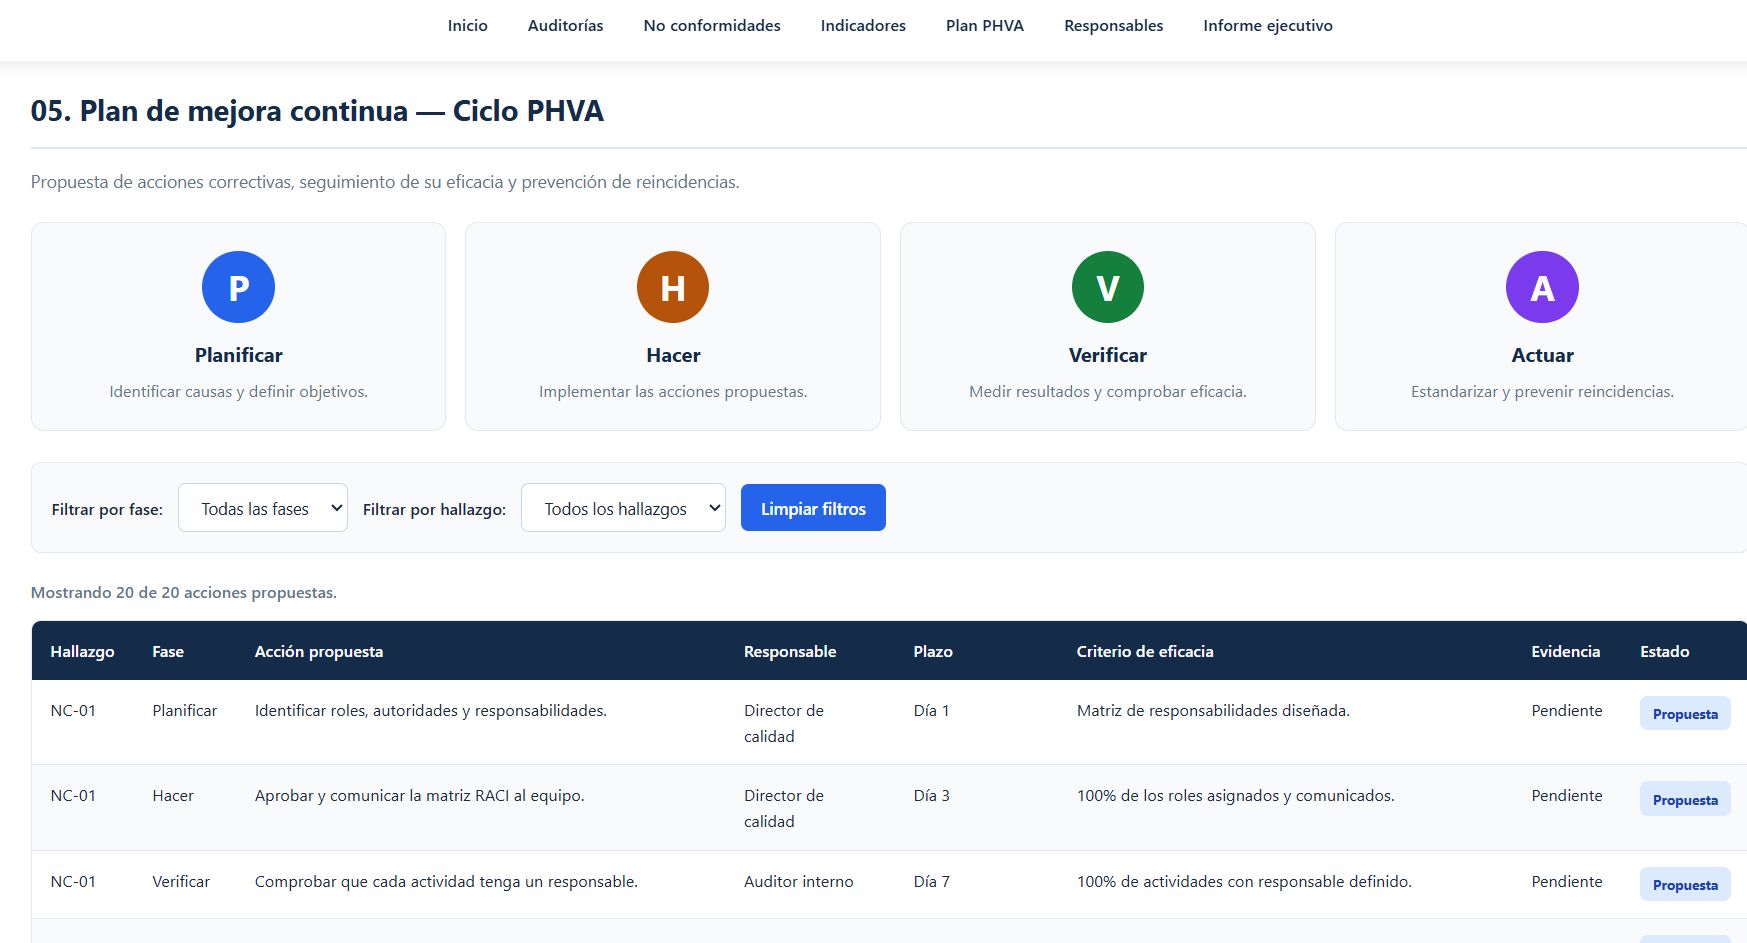 Inicio Auditorías No conformidades Indicadores Plan PHVA Responsables Informe ejecutivo
05. Plan de mejora continua — Ciclo PHVA
Propuesta de acciones correctivas, seguimiento de su eficacia y prevención de reincidencias.
P
Planificar
Identificar causas y definir objetivos.
H
Hacer
Implementar las acciones propuestas.
V
Verificar
Medir resultados y comprobar eficacia.
A
Actuar
Estandarizar y prevenir reincidencias.
Filtrar por fase: Todas las fases Filtrar por hallazgo: Todos los hallazgos Limpiar filtros
Mostrando 20 de 20 acciones propuestas.
Hallazgo Fase Acción propuesta Responsable Plazo Criterio de eficacia Evidencia Estado
NC-01 Planificar Identificar roles, autoridades y responsabilidades. Director de calidad Día 1 Matriz de responsabilidades diseñada. Pendiente Propuesta
NC-01 Hacer Aprobar y comunicar la matriz RACI al equipo. Director de calidad Día 3 100% de los roles asignados y comunicados. Pendiente Propuesta
NC-01 Verificar Comprobar que cada actividad tenga un responsable. Auditor interno Día 7 100% de actividades con responsable definido. Pendiente Propuesta